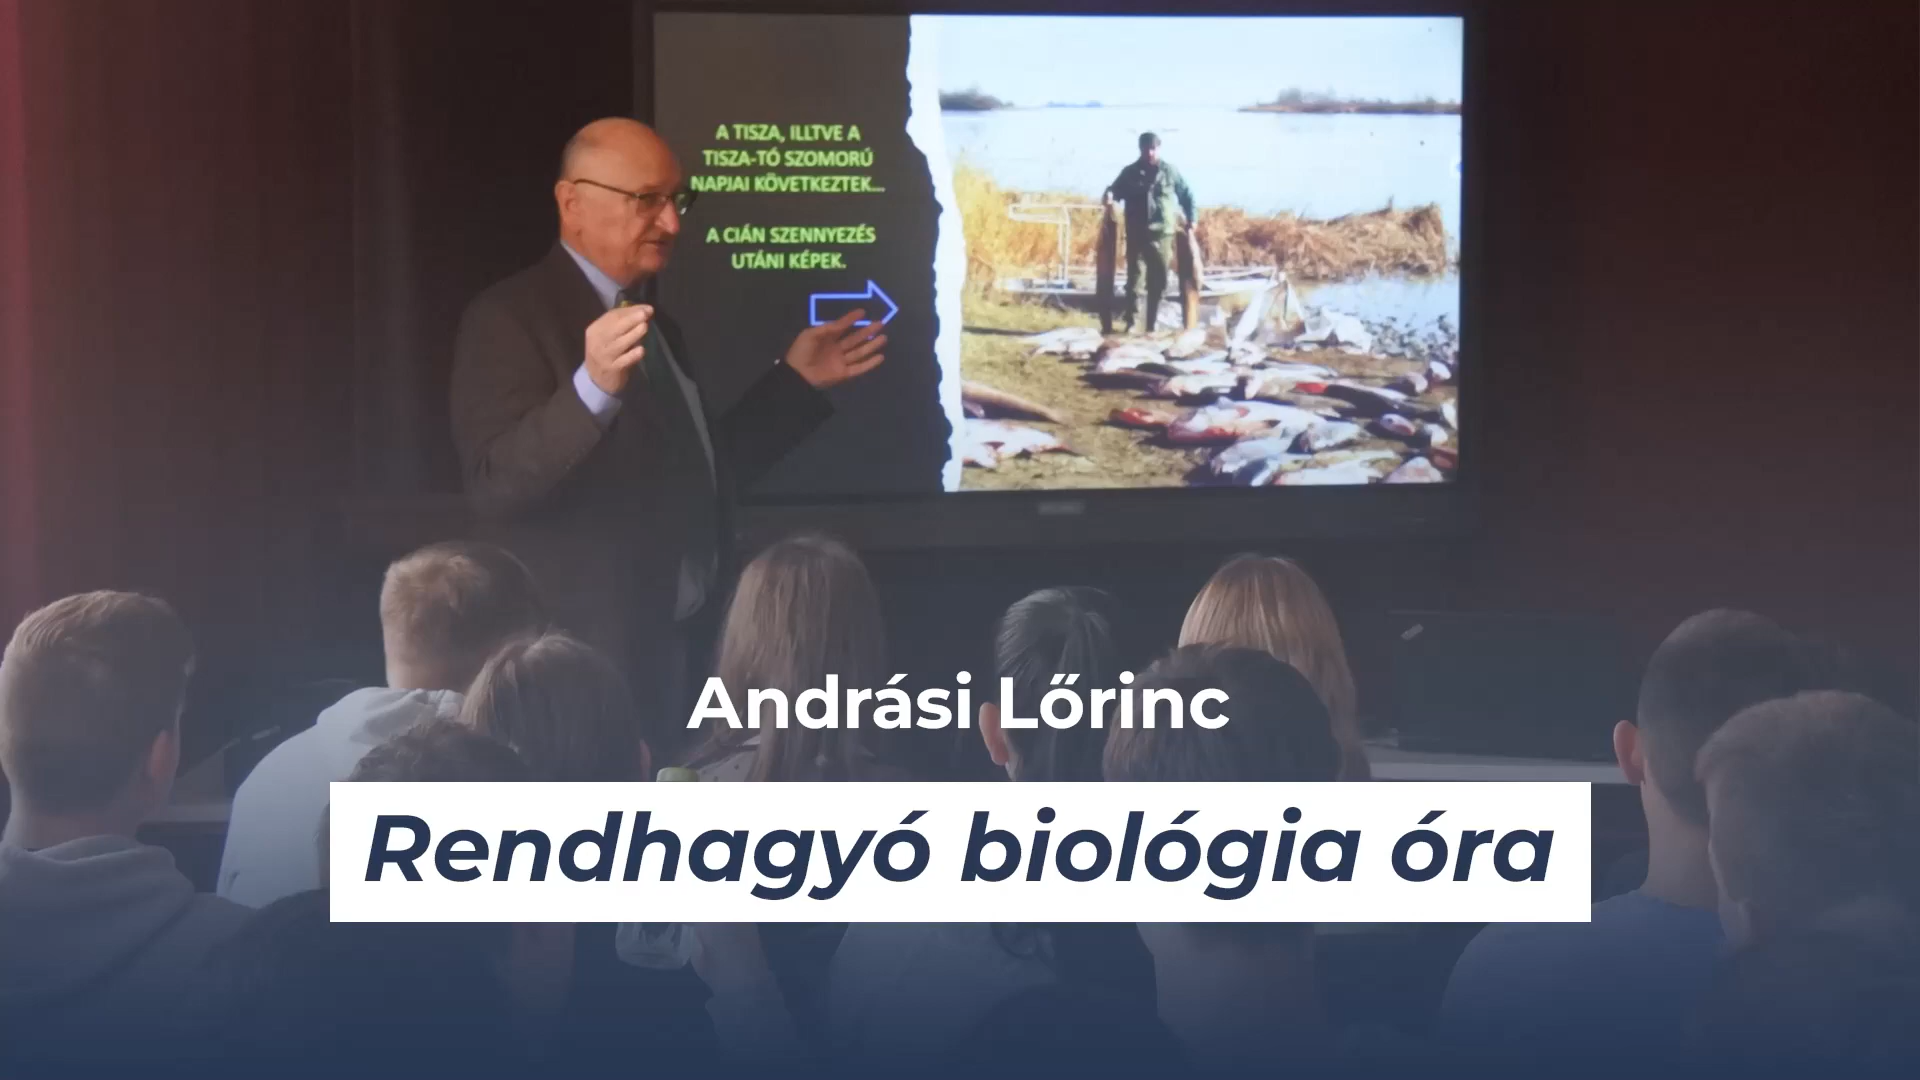 A TISZA, ILLTVE A
TISZA-TÓ SZOMORÚ
NAPJAI KÖVETKEZTEK...
A CIÁN SZENNYEZÉS
UTÁNI KÉPEK.
Andrási Lőrinc
Rendhagyó biológia óra